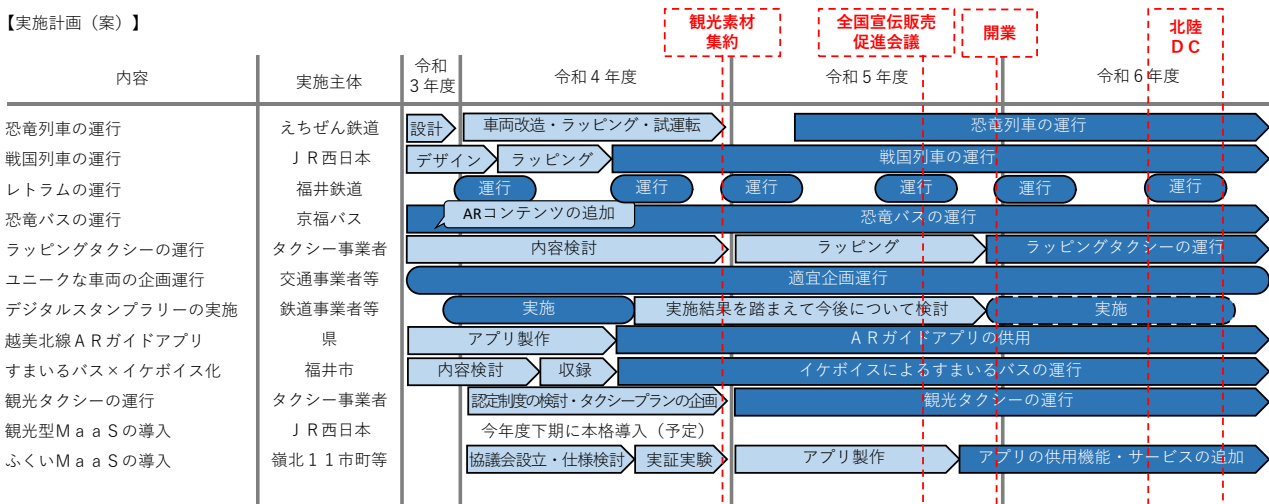 【実施計画（案）】
観光素材
集約
全国宣伝販売
促進会議
開業
北陸
ＤＣ
内容
実施主体
令和
３年度
令和４年度
令和５年度
令和６年度
恐竜列車の運行
えちぜん鉄道
設計
車両改造・ラッピング・試運転
恐竜列車の運行
戦国列車の運行
ＪＲ西日本
デザイン
ラッピング
戦国列車の運行
レトラムの運行
福井鉄道
運行
運行
運行
運行
運行
運行
恐竜バスの運行
京福バス
ARコンテンツの追加
恐竜バスの運行
ラッピングタクシーの運行
タクシー事業者
内容検討
ラッピング
ラッピングタクシーの運行
ユニークな車両の企画運行
交通事業者等
適宜企画運行
デジタルスタンプラリーの実施
鉄道事業者等
実施
実施結果を踏まえて今後について検討
実施
越美北線ＡＲガイドアプリ
県
アプリ製作
ＡＲガイドアプリの供用
すまいるバス×イケボイス化
福井市
内容検討
収録
イケボイスによるすまいるバスの運行
観光タクシーの運行
タクシー事業者
認定制度の検討・タクシープランの企画
観光タクシーの運行
観光型ＭａａＳの導入
ＪＲ西日本
今年度下期に本格導入（予定）
ふくいＭａａＳの導入
嶺北１１市町等
協議会設立・仕様検討
実証実験
アプリ製作
アプリの供用機能・サービスの追加